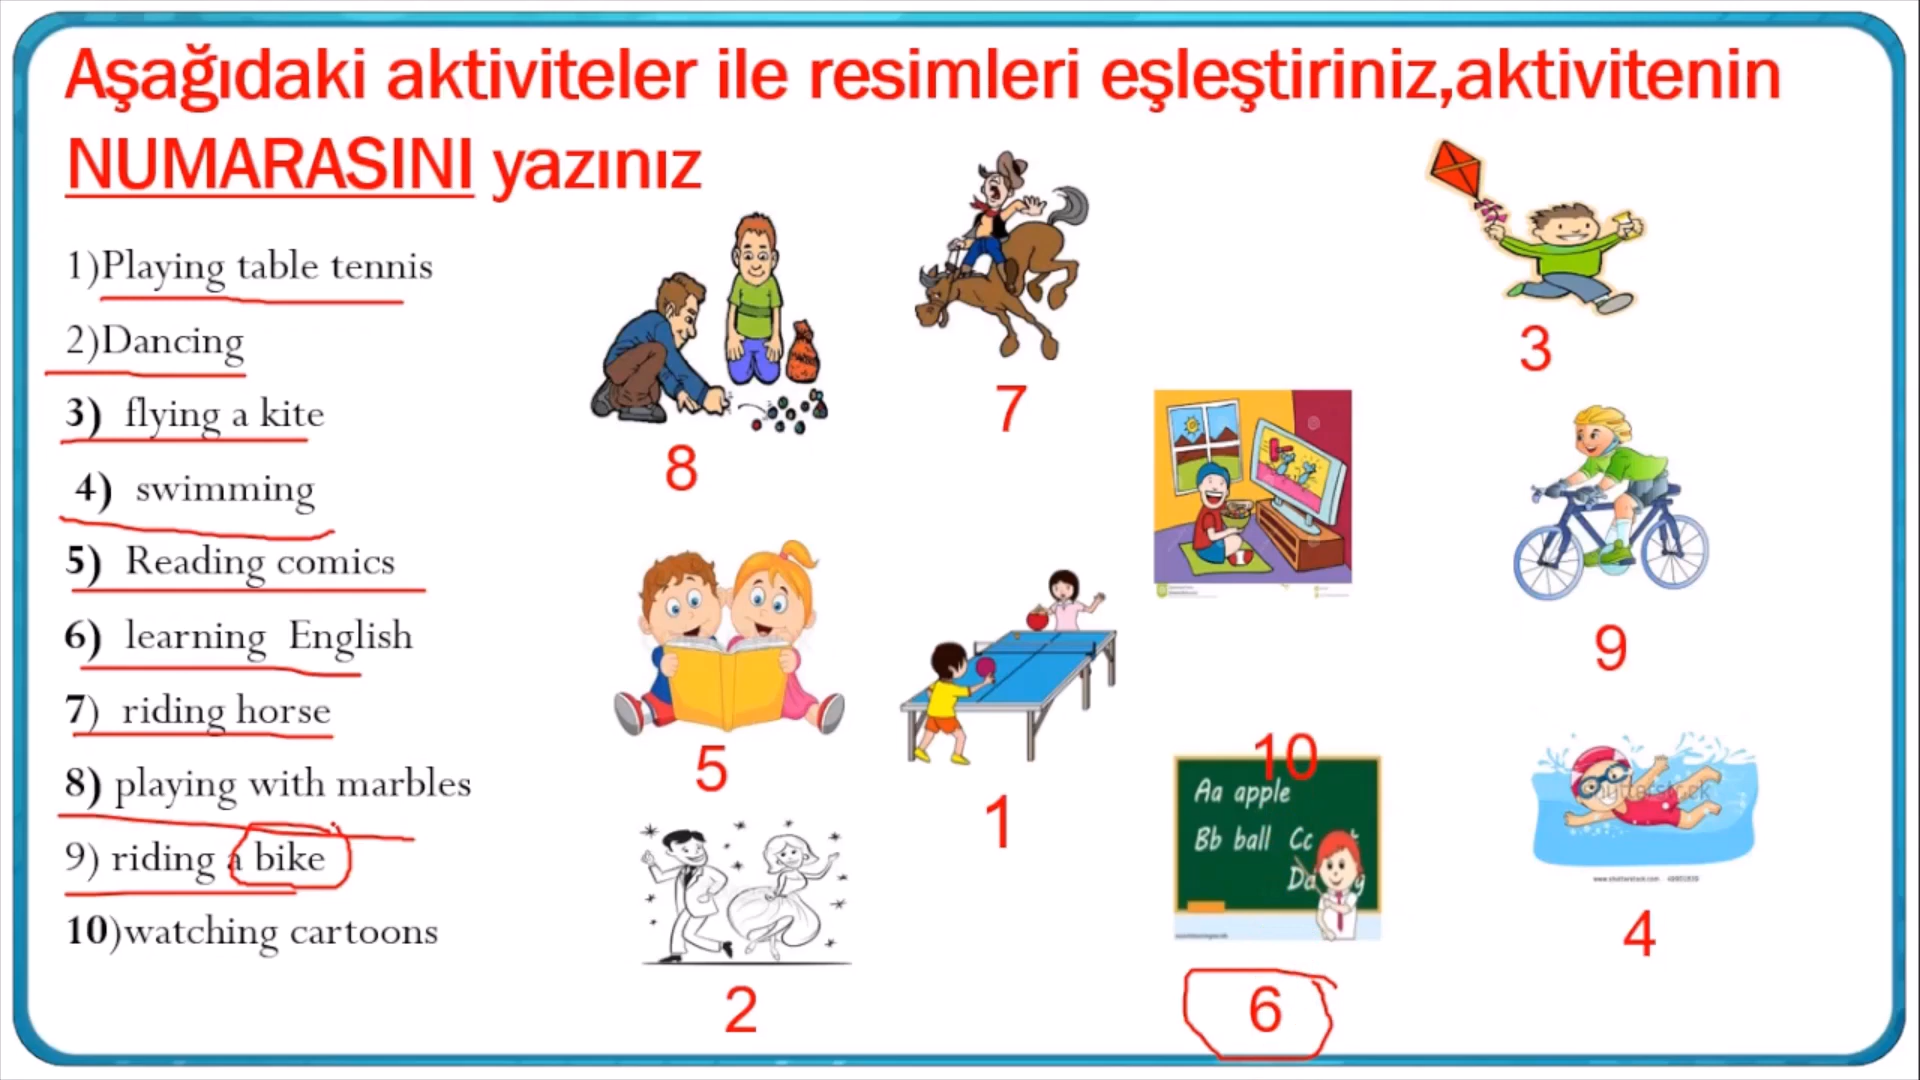 Aşağıdaki aktiviteler ile resimleri eşleştiriniz,aktivitenin
NUMARASINI yazınız
1)Playing table tennis
2)Dancing
3) flying a kite
4) swimming
5) Reading comics
6) learning English
7) riding horse
8) playing with marbles
9) riding a bike
10)watching cartoons
8
7
3
9
5
1
10
Aa apple
Bb ball Cc
4
2
6